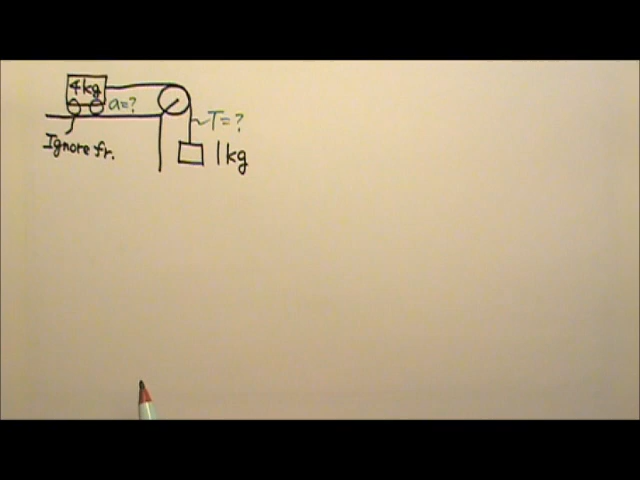 4kg
a=?
T=?
Ignore fr.
1kg